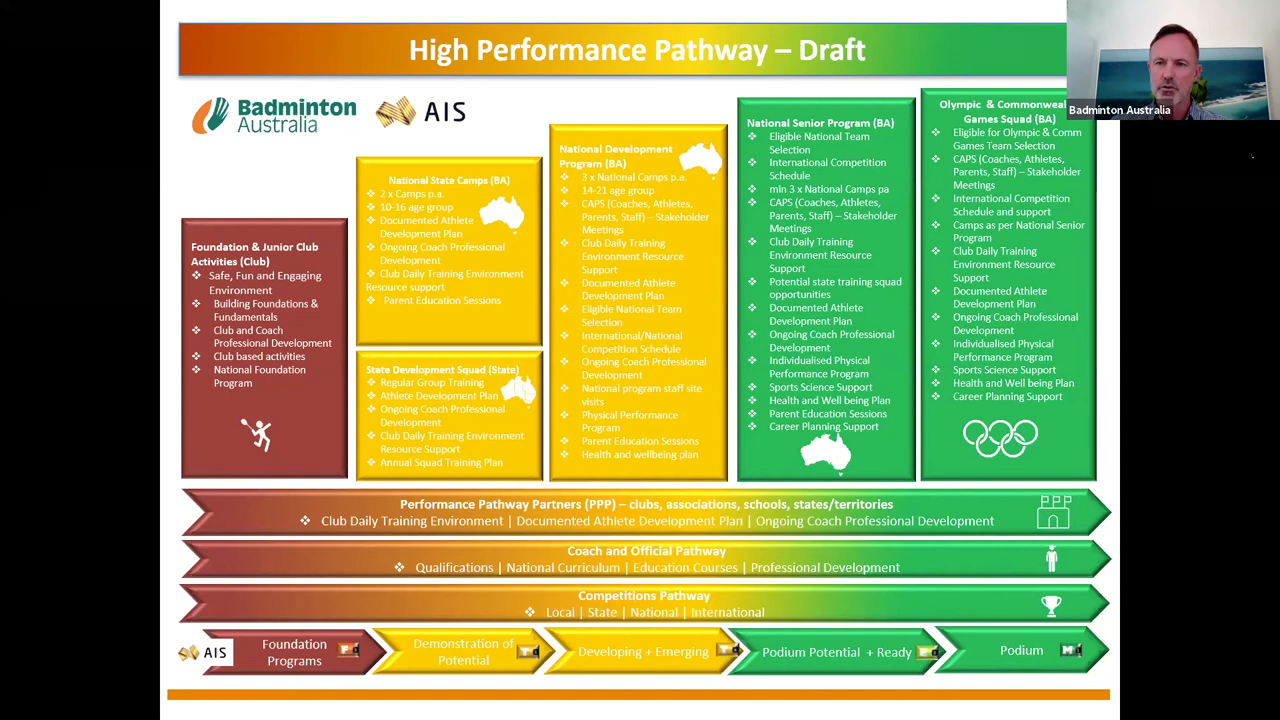 High Performance Pathway – Draft
Badminton Australia
Badminton
Australia
AIS
Foundation & Junior Club
Activities (Club)
❖ Safe, Fun and Engaging
Environment
❖ Building Foundations &
Fundamentals
❖ Club and Coach
Professional Development
❖ Club based activities
❖ National Foundation
Program
National State Camps (BA)
❖ 2 x Camps p.a.
❖ 10-16 age group
❖ Documented Athlete
Development Plan
❖ Ongoing Coach Professional
Development
❖ Club Daily Training Environment
Resource support
❖ Parent Education Sessions
State Development Squad (State)
❖ Regular Group Training
❖ Athlete Development Plan
❖ Ongoing Coach Professional
Development
❖ Club Daily Training Environment
Resource Support
❖ Annual Squad Training Plan
National Development
Program (BA)
❖ 3 x National Camps p.a.
❖ 14-21 age group
❖ CAPS (Coaches, Athletes,
Parents, Staff) – Stakeholder
Meetings
❖ Club Daily Training
Environment Resource
Support
❖ Documented Athlete
Development Plan
❖ Eligible National Team
Selection
❖ International/National
Competition Schedule
❖ Ongoing Coach Professional
Development
❖ National program staff site
visits
❖ Physical Performance
Program
❖ Parent Education Sessions
❖ Health and wellbeing plan
National Senior Program (BA)
❖ Eligible National Team
Selection
❖ International Competition
Schedule
❖ min 3 x National Camps pa
❖ CAPS (Coaches, Athletes,
Parents, Staff) – Stakeholder
Meetings
❖ Club Daily Training
Environment Resource
Support
❖ Potential state training squad
opportunities
❖ Documented Athlete
Development Plan
❖ Ongoing Coach Professional
Development
❖ Individualised Physical
Performance Program
❖ Sports Science Support
❖ Health and Well being Plan
❖ Parent Education Sessions
❖ Career Planning Support
Olympic & Commonweal
Games Squad (BA)
❖ Eligible for Olympic & Comm
Games Team Selection
❖ CAPS (Coaches, Athletes,
Parents, Staff) – Stakeholder
Meetings
❖ International Competition
Schedule and support
❖ Camps as per National Senior
Program
❖ Club Daily Training
Environment Resource
Support
❖ Documented Athlete
Development Plan
❖ Ongoing Coach Professional
Development
❖ Individualised Physical
Performance Program
❖ Sports Science Support
❖ Health and Well being Plan
❖ Career Planning Support
Performance Pathway Partners (PPP) – clubs, associations, schools, states/territories
❖ Club Daily Training Environment | Documented Athlete Development Plan | Ongoing Coach Professional Development
Coach and Official Pathway
❖ Qualifications | National Curriculum | Education Courses | Professional Development
Competitions Pathway
❖ Local | State | National | International
AIS
Foundation
Programs
Demonstration of
Potential
Developing + Emerging
Podium Potential + Ready
Podium